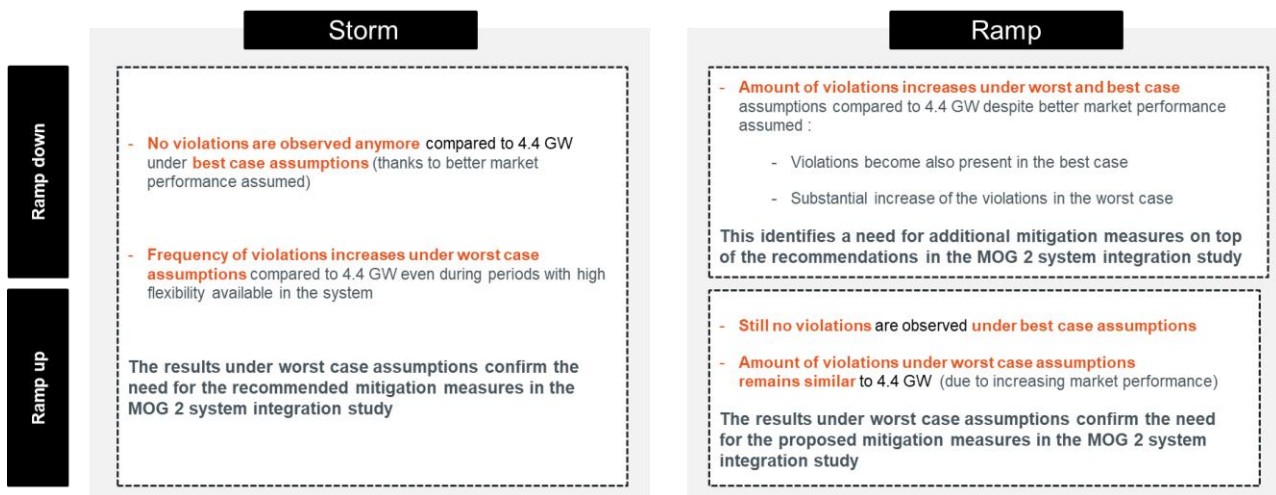 Storm
Ramp
Ramp down
- No violations are observed anymore compared to 4.4 GW
under best case assumptions (thanks to better market
performance assumed)
- Frequency of violations increases under worst case
assumptions compared to 4.4 GW even during periods with high
flexibility available in the system
The results under worst case assumptions confirm the
need for the recommended mitigation measures in the
MOG 2 system integration study
- Amount of violations increases under worst and best case
assumptions compared to 4.4 GW despite better market performance
assumed :
- Violations become also present in the best case
- Substantial increase of the violations in the worst case
This identifies a need for additional mitigation measures on top
of the recommendations in the MOG 2 system integration study
Ramp up
- Still no violations are observed under best case assumptions
- Amount of violations under worst case assumptions
remains similar to 4.4 GW (due to increasing market performance)
The results under worst case assumptions confirm the need
for the proposed mitigation measures in the MOG 2 system
integration study